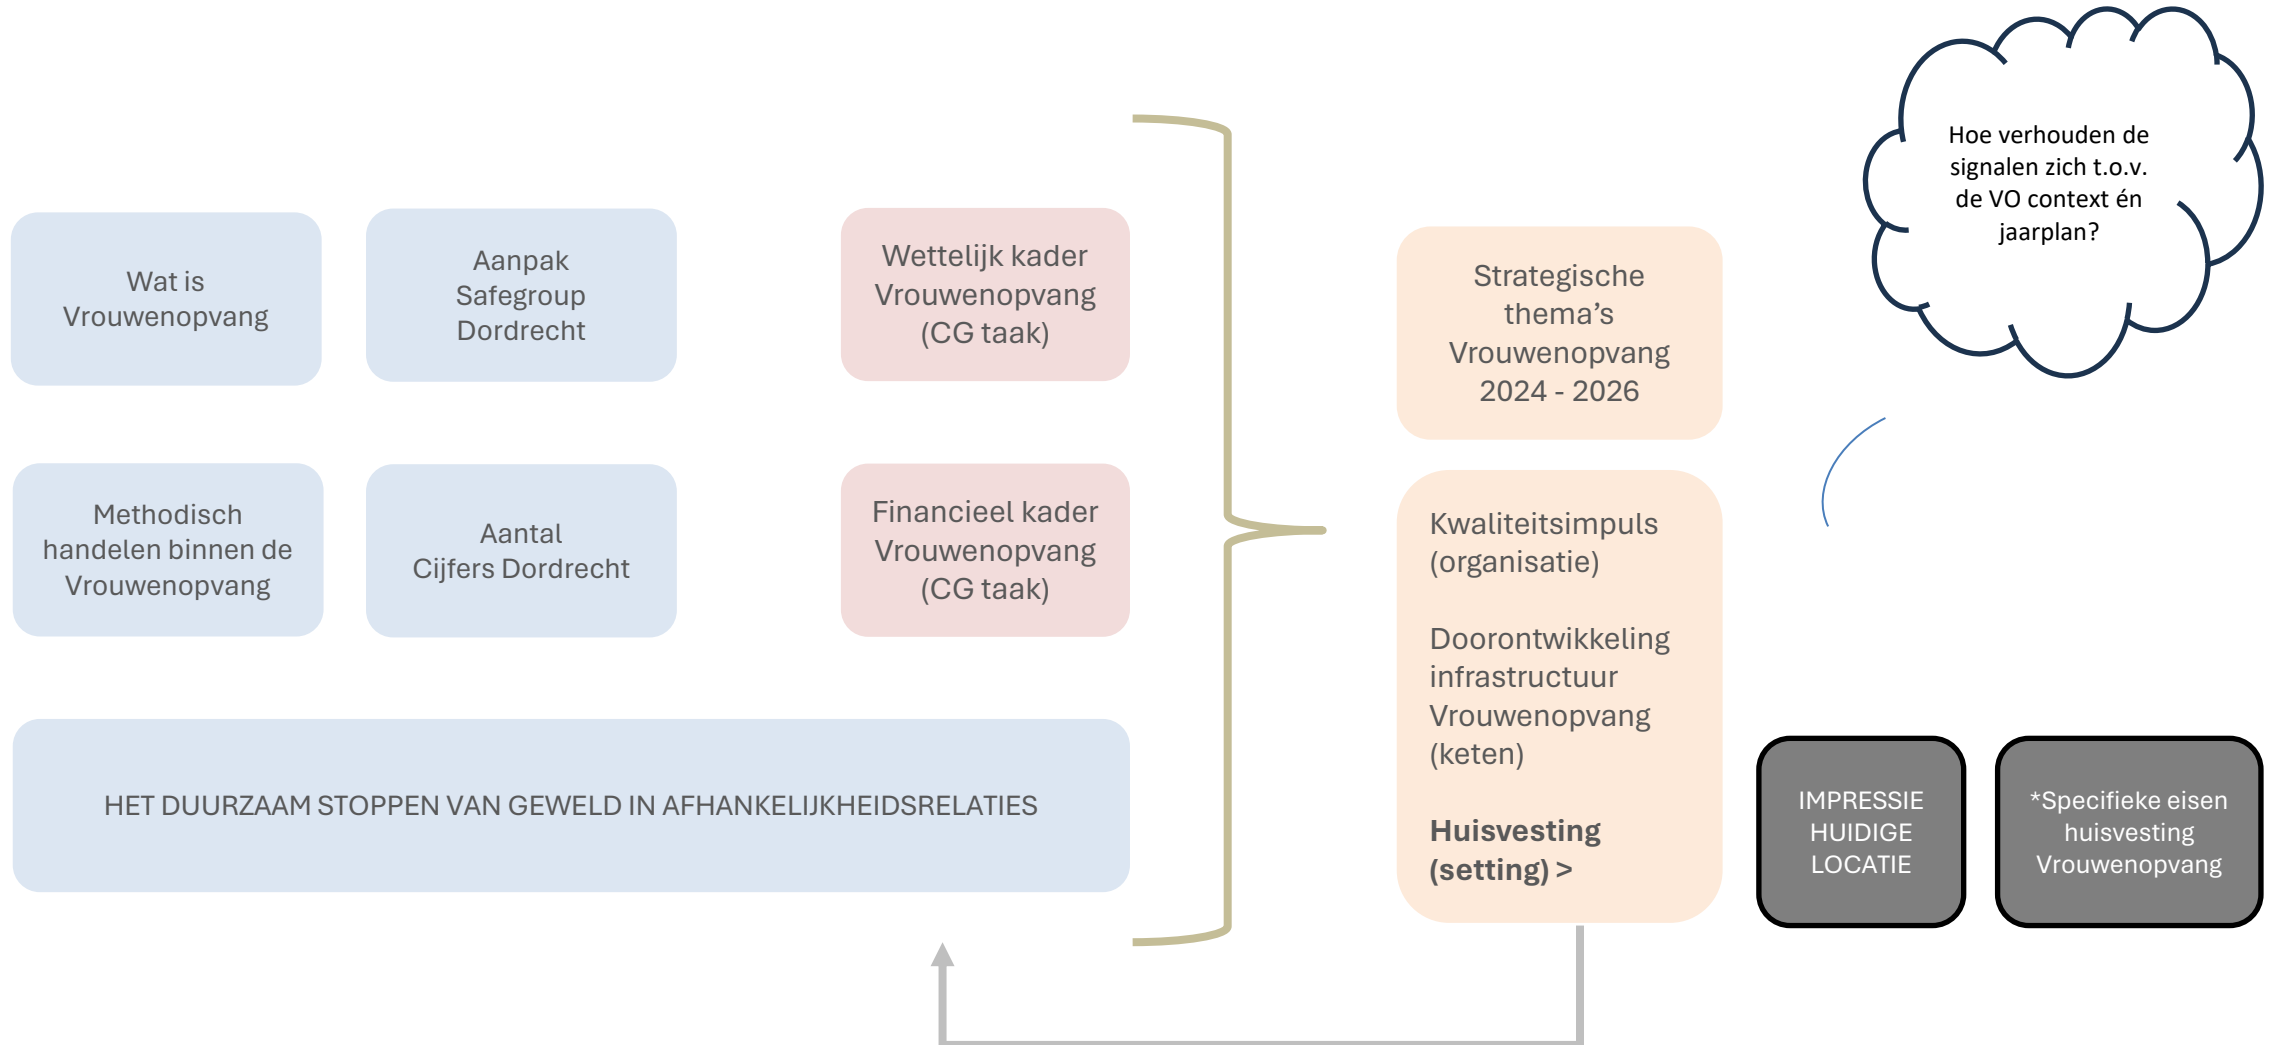 Wat is
Vrouwenopvang
Aanpak
Safegroup
Dordrecht
Wettelijk kader
Vrouwenopvang
(CG taak)
Methodisch
handelen binnen de
Vrouwenopvang
Aantal
Cijfers Dordrecht
Financieel kader
Vrouwenopvang
(CG taak)
HET DUURZAAM STOPPEN VAN GEWELD IN AFHANKELIJKHEIDSRELATIES
Strategische
thema’s
Vrouwenopvang
2024 - 2026
Kwaliteitsimpuls
(organisatie)
Doorontwikkeling
infrastructuur
Vrouwenopvang
(keten)
Huisvesting
(setting) >
Hoe verhouden de
signalen zich t.o.v.
de VO context én
jaarplan?
IMPRESSIE
HUIDIGE
LOCATIE
*Specifieke eisen
huisvesting
Vrouwenopvang